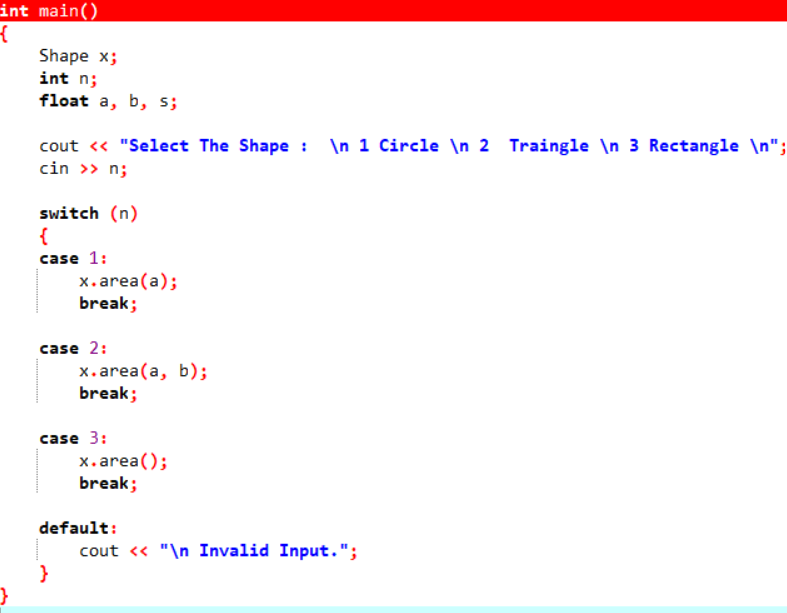 int main()
{
    Shape x;
    int n;
    float a, b, s;

    cout << "Select The Shape :  \n 1 Circle \n 2  Traingle \n 3 Rectangle \n";
    cin >> n;

    switch (n)
    {
    case 1:
        x.area(a);
        break;

    case 2:
        x.area(a, b);
        break;

    case 3:
        x.area();
        break;

    default:
        cout << "\n Invalid Input.";
    }
}